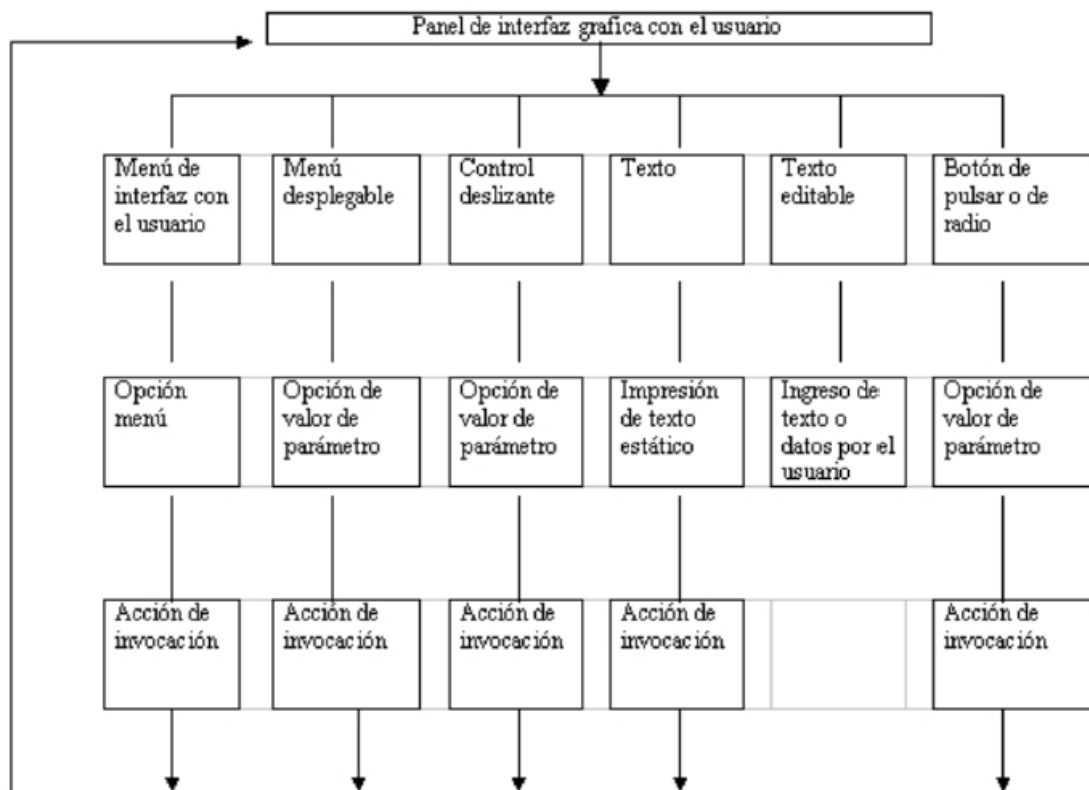 Panel de interfaz grafica con el usuario
Menú de
interfaz con
el usuario
Menú
desplegable
Control
deslizante
Texto
Texto
editable
Botón de
pulsar o de
radio
Opción
menú
Opción de
valor de
parámetro
Opción de
valor de
parámetro
Impresión
de texto
estático
Ingreso de
texto o
datos por el
usuario
Opción de
valor de
parámetro
Acción de
invocación
Acción de
invocación
Acción de
invocación
Acción de
invocación
Acción de
invocación